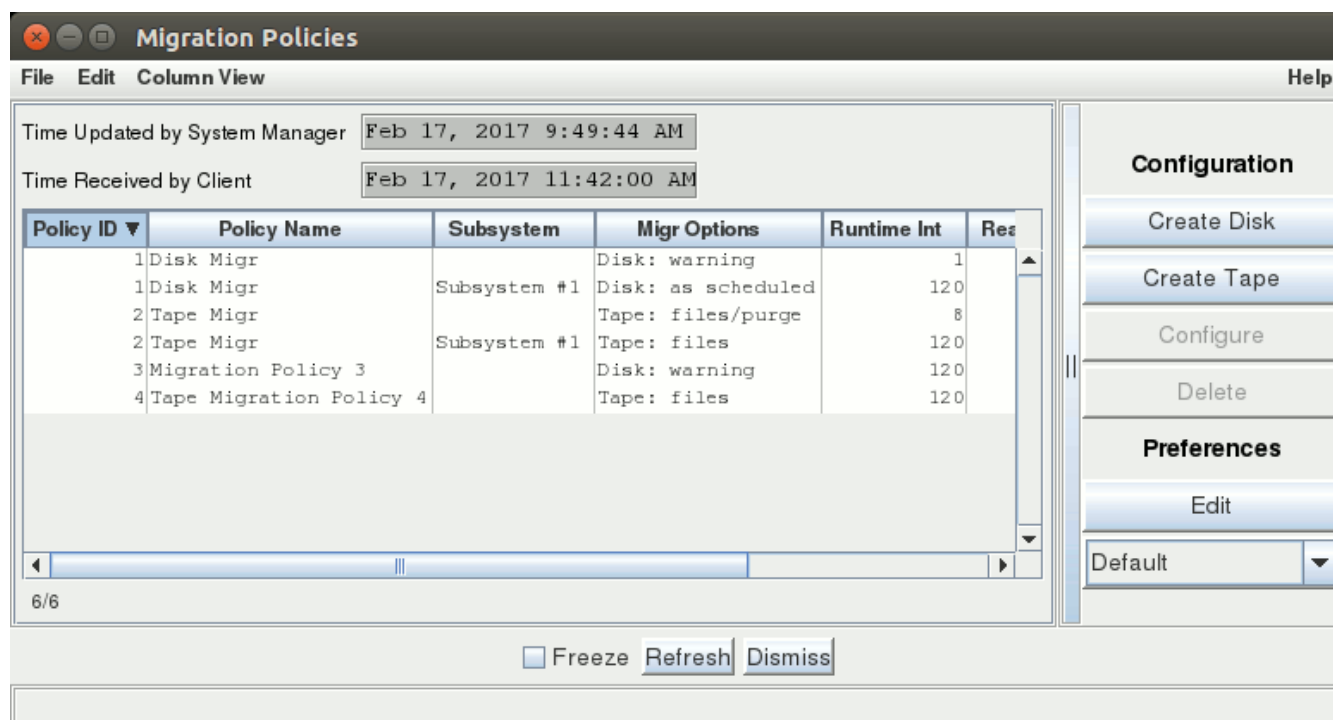 Migration Policies
File Edit Column View Help
Time Updated by System Manager Feb 17, 2017 9:49:44 AM
Time Received by Client Feb 17, 2017 11:42:00 AM
Policy ID ▼ Policy Name Subsystem Migr Options Runtime Int Rea
1 Disk Migr Disk: warning 1
1 Disk Migr Subsystem #1 Disk: as scheduled 120
2 Tape Migr Tape: files/purge 8
2 Tape Migr Subsystem #1 Tape: files 120
3 Migration Policy 3 Disk: warning 120
4 Tape Migration Policy 4 Tape: files 120
6/6
Configuration
Create Disk
Create Tape
Configure
Delete
Preferences
Edit
Default
Freeze Refresh Dismiss